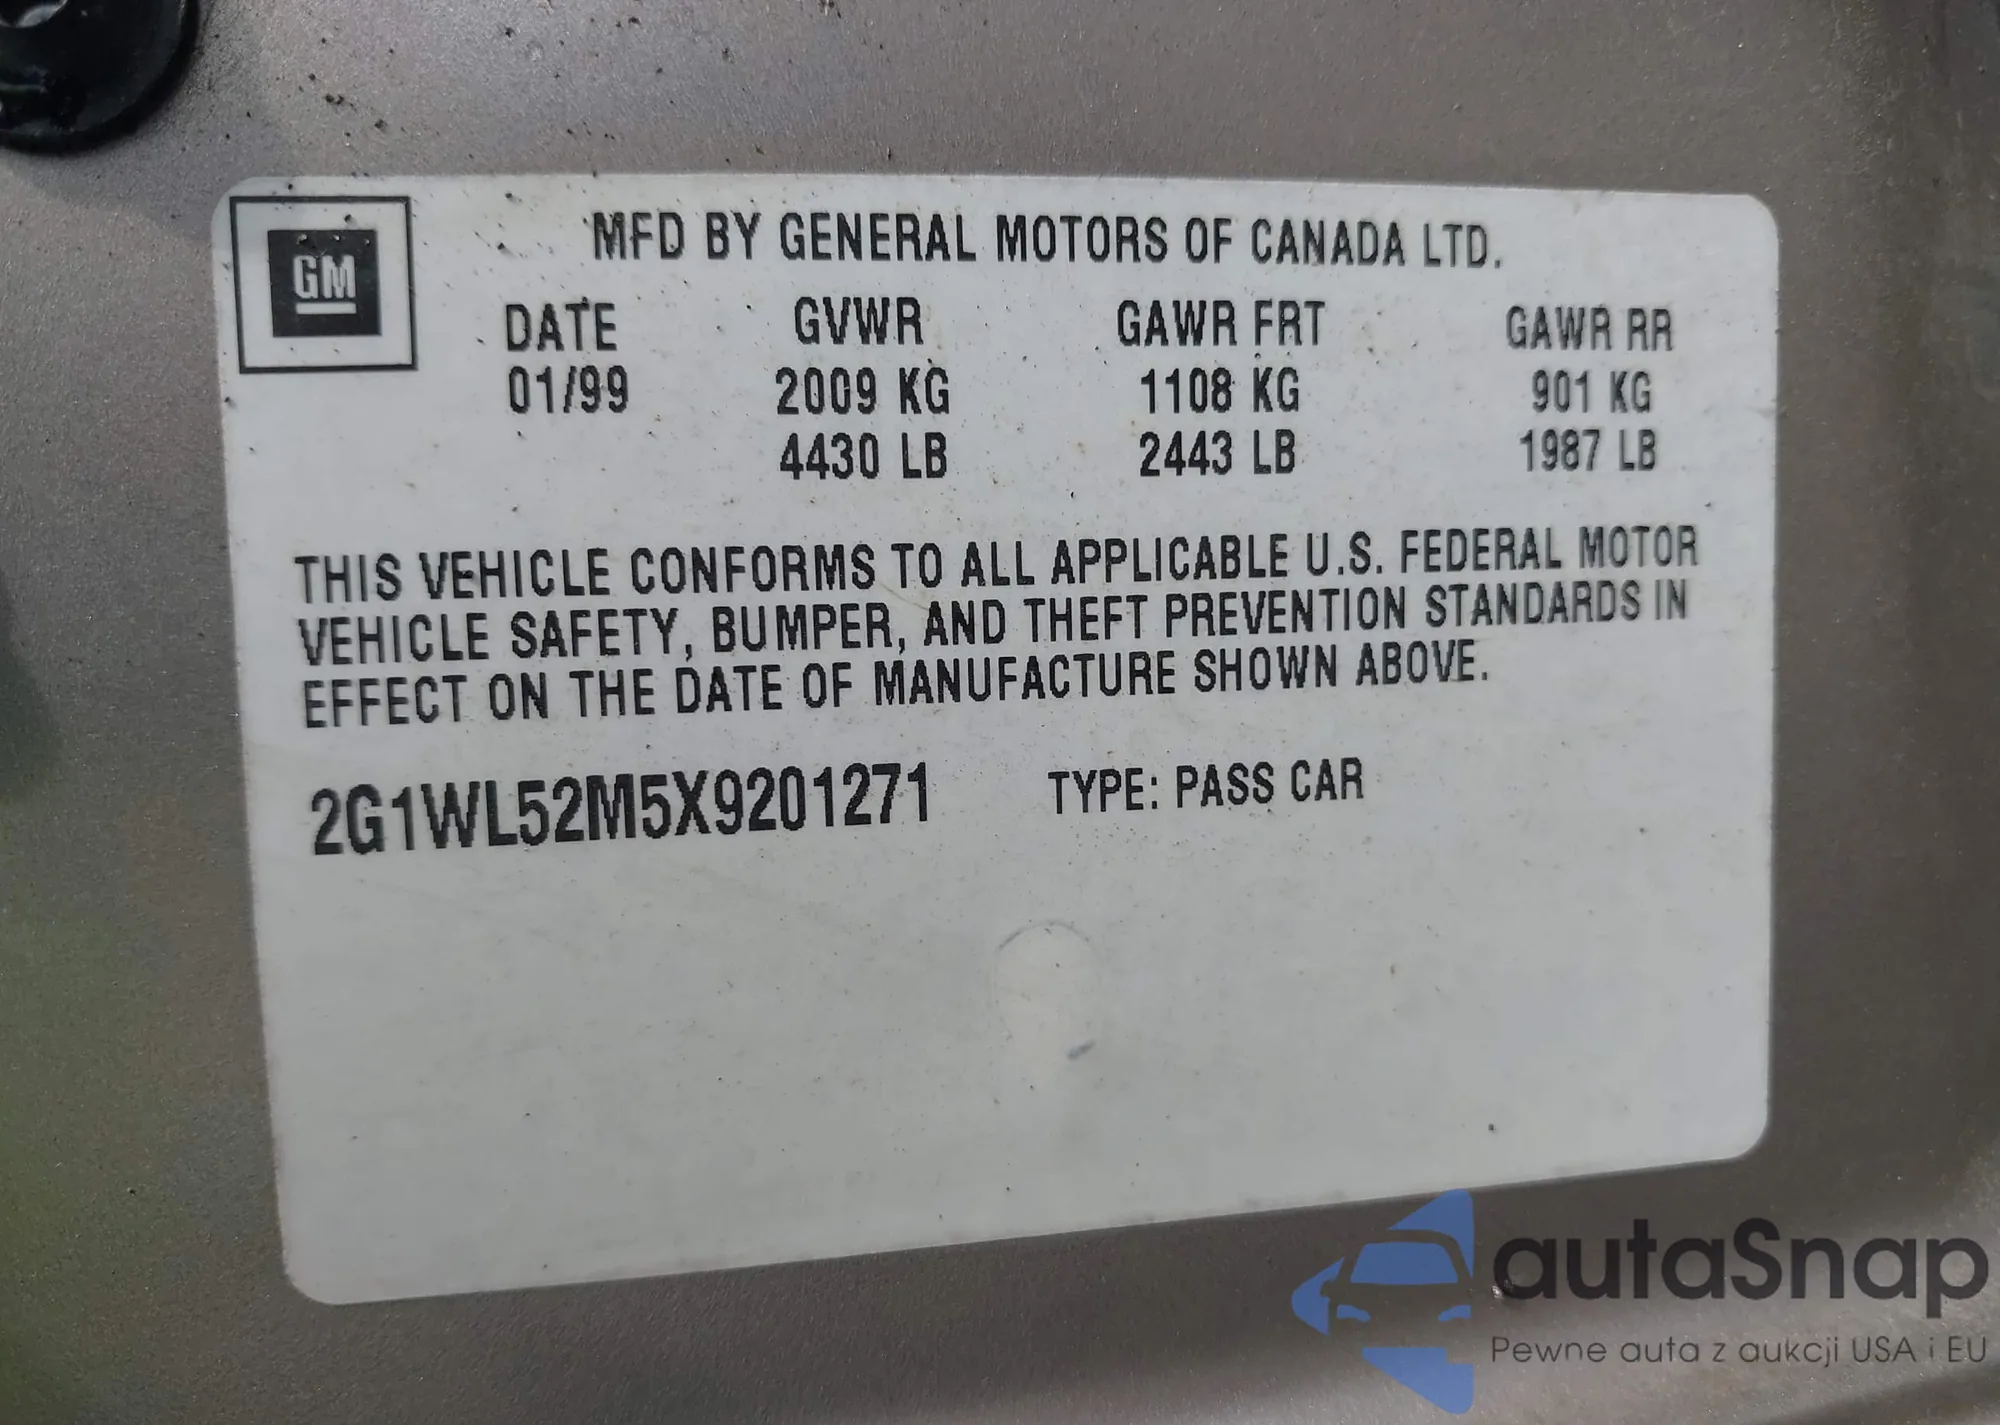 GM
MFD BY GENERAL MOTORS OF CANADA LTD.
DATE GVWR GAWR FRT GAWR RR
01/99 2009 KG 1108 KG 901 KG
4430 LB 2443 LB 1987 LB
THIS VEHICLE CONFORMS TO ALL APPLICABLE U.S. FEDERAL MOTOR
VEHICLE SAFETY, BUMPER, AND THEFT PREVENTION STANDARDS IN
EFFECT ON THE DATE OF MANUFACTURE SHOWN ABOVE.
2G1WL52M5X9201271 TYPE: PASS CAR
autaSnap
Pewne auta z aukcji USA i EU